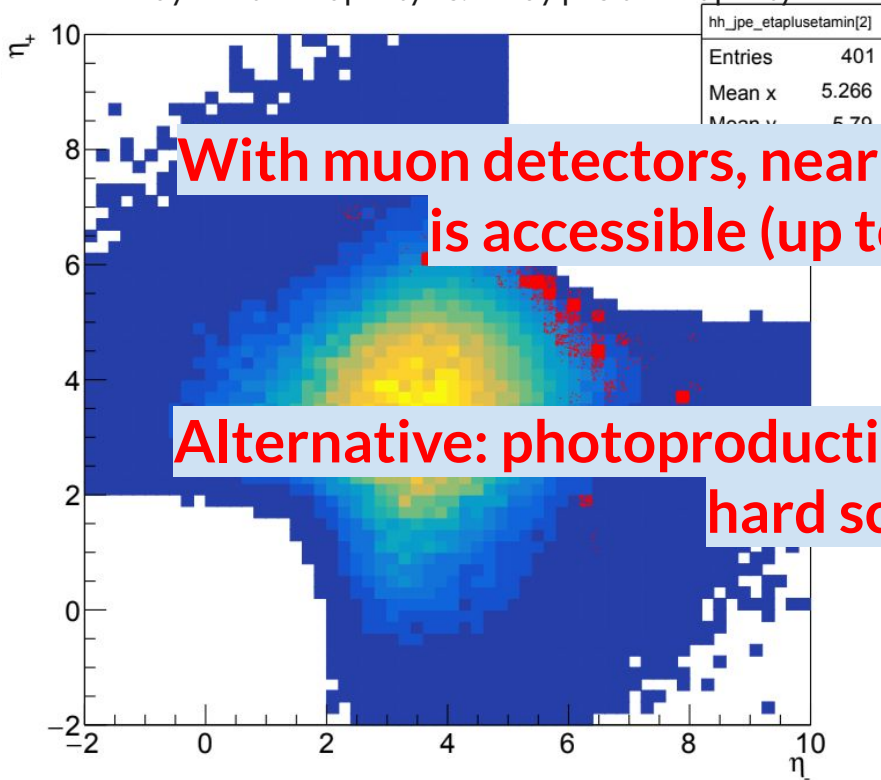 hh_jpe_etaplusetamin[2]
Entries 401
Mean x 5.266
η+
10
8
6
4
2
0
−2
With muon detectors, near
is accessible (up
Alternative: photoproducti
hard
−2 0 2 4 6 8 10
η-